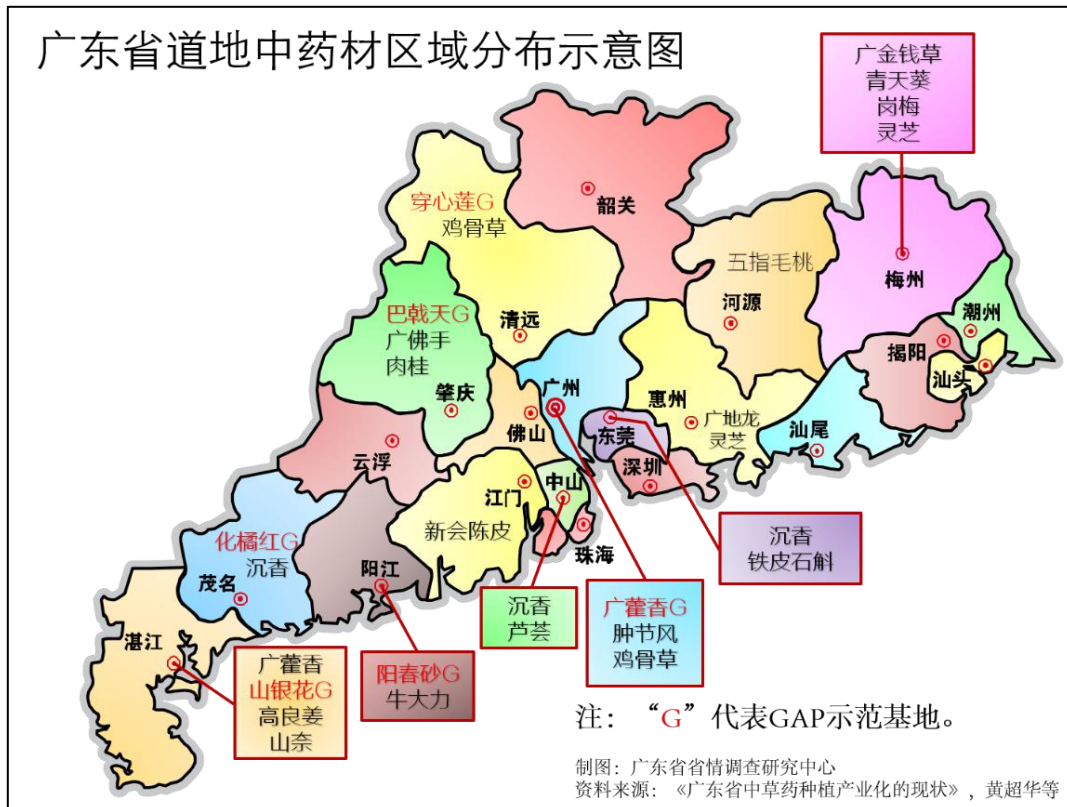 广东省道地中药材区域分布示意图
广金钱草
青天葵
岗梅
灵芝
韶关
穿心莲G
鸡骨草
清远
五指毛桃
河源
梅州
潮州
揭阳
汕头
汕尾
巴戟天G
广佛手
肉桂
肇庆
广州
惠州
广地龙
灵芝
佛山
东莞
深圳
云浮
中山
江门
新会陈皮
珠海
沉香
铁皮石斛
化橘红G
沉香
茂名
阳江
沉香
芦荟
广藿香G
肿节风
鸡骨草
湛江
广藿香
山银花G
高良姜
山奈
阳春砂G
牛大力
注：“G”代表GAP示范基地。
制图：广东省省情调查研究中心
资料来源：《广东省中草药种植产业化的现状》，黄超华等